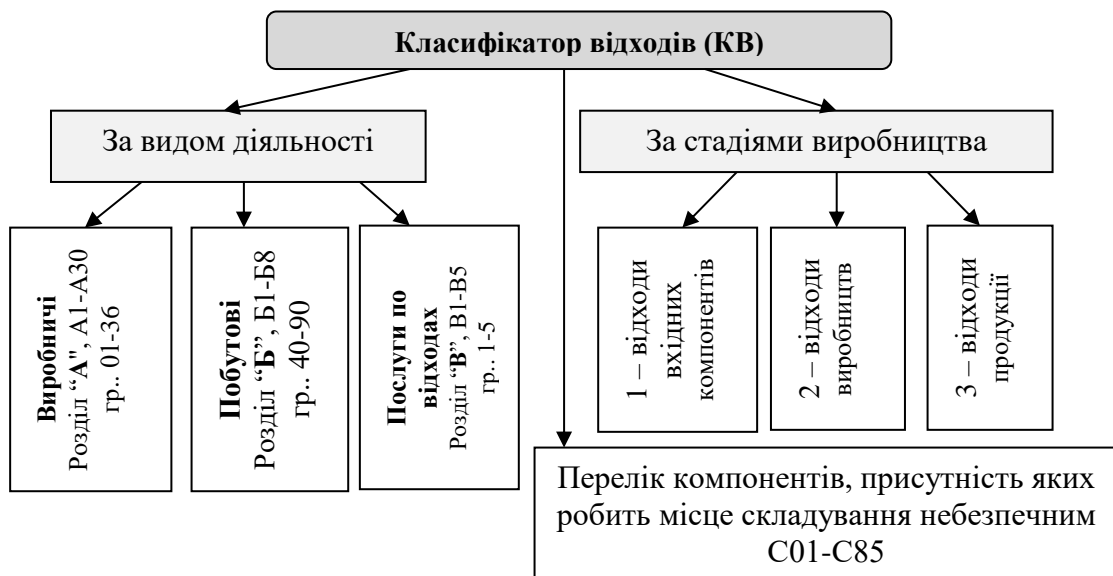 Класифікатор відходів (КВ)
За видом діяльності
За стадіями виробництва
Виробничі
Розділ “А", А1-А30
гр.. 01-36
Побутові
Розділ “Б”, Б1-Б8
гр.. 40-90
Послуги по
відходах
Розділ “В”, В1-В5
гр.. 1-5
1 – відходи
вхідних
компонентів
2 – відходи
виробництв
3 – відходи
продукції
Перелік компонентів, присутність яких
робить місце складування небезпечним
С01-С85